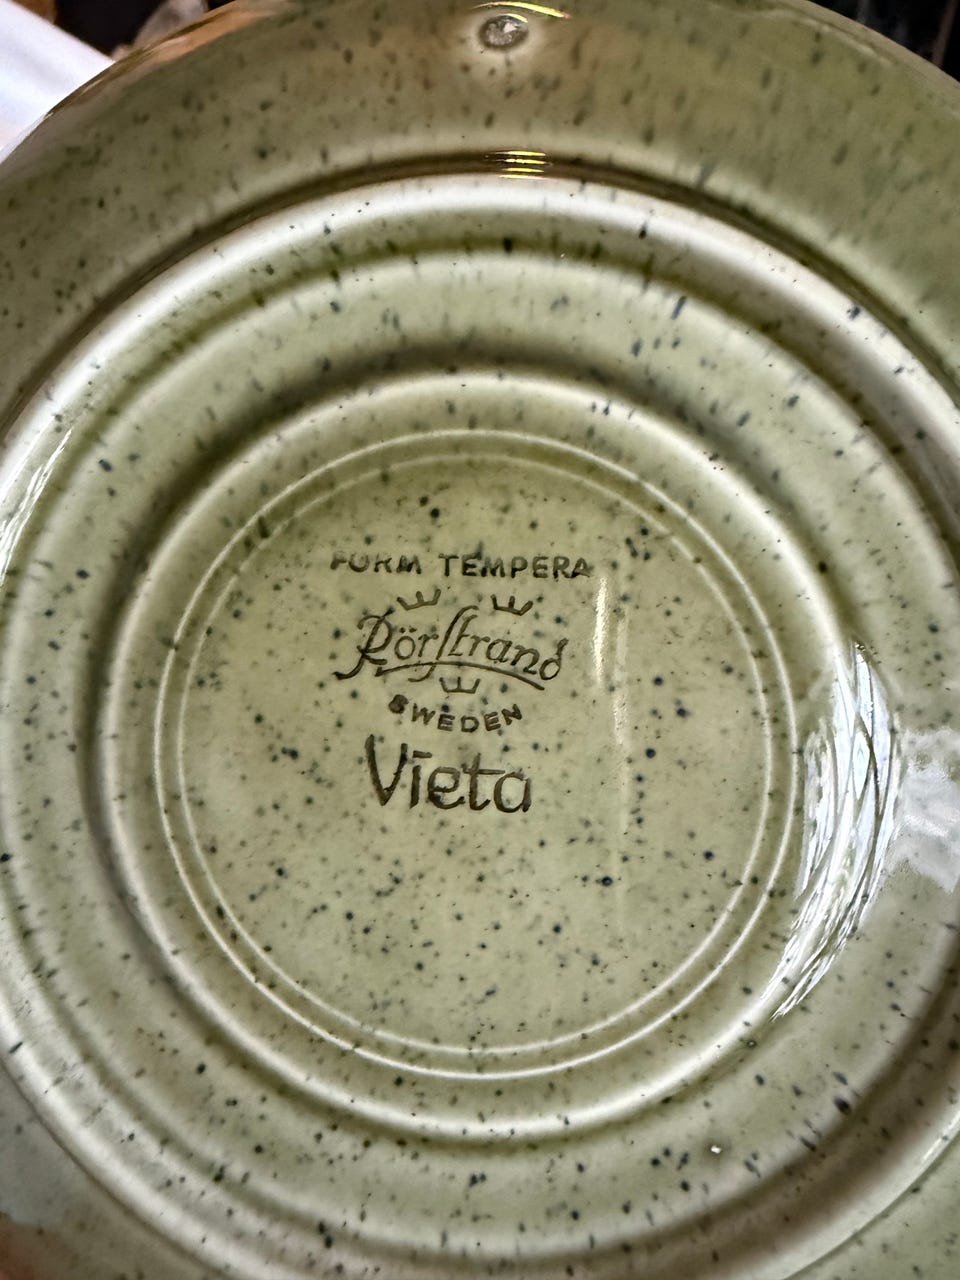 FORM TEMPERA
Rörstrand
SWEDEN
Vieta